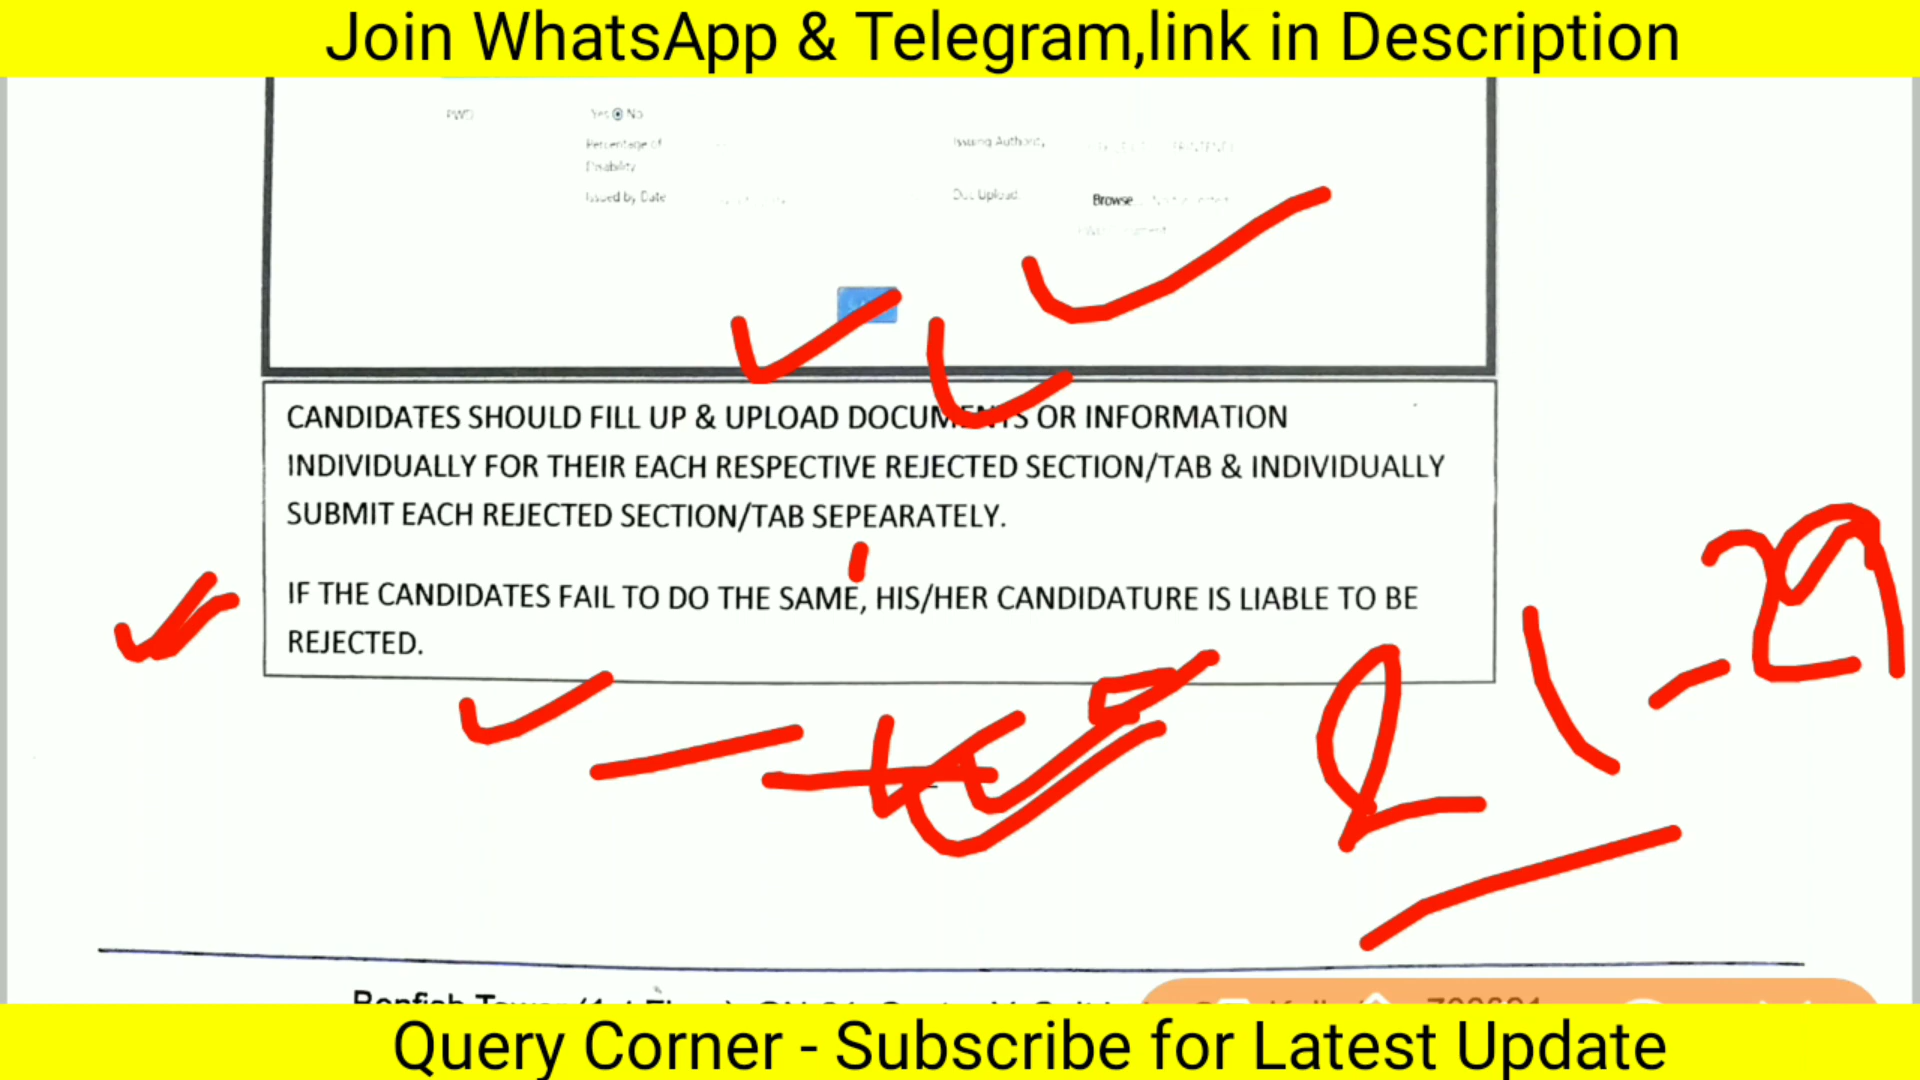 Join WhatsApp & Telegram,link in Description
PWD Yes No
Percentage of Issuing Authority
Disability
Issued by Date Doc Upload Browse
CANDIDATES SHOULD FILL UP & UPLOAD DOCUMENTS OR INFORMATION
INDIVIDUALLY FOR THEIR EACH RESPECTIVE REJECTED SECTION/TAB & INDIVIDUALLY
SUBMIT EACH REJECTED SECTION/TAB SEPEARATELY.
IF THE CANDIDATES FAIL TO DO THE SAME, HIS/HER CANDIDATURE IS LIABLE TO BE
REJECTED.
Query Corner - Subscribe for Latest Update